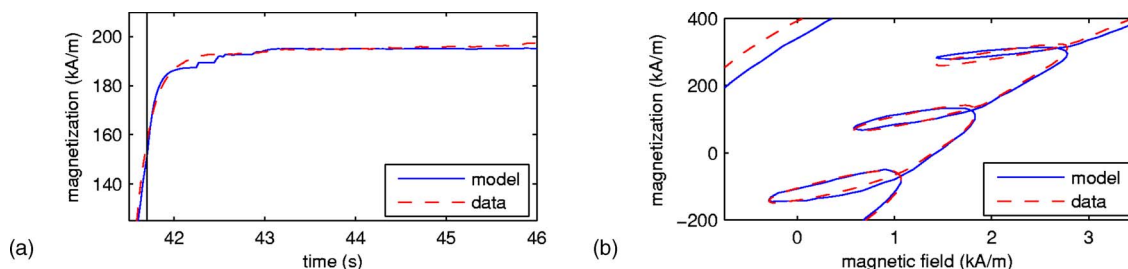 magnetization (kA/m)
200
180
160
140
42
43
44
45
46
time (s)
model
data
(a)
magnetization (kA/m)
400
200
0
−200
0
1
2
3
magnetic field (kA/m)
model
data
(b)